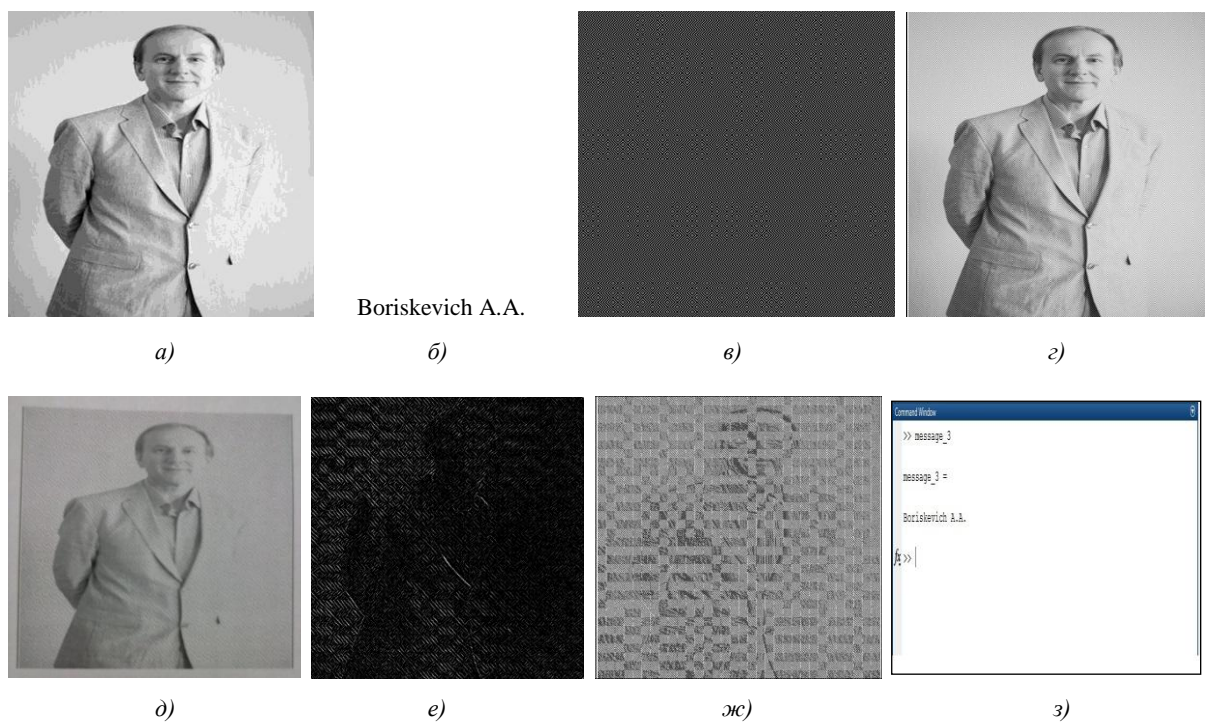 Boriskevich A.A.
а) б) в) г)
Command Window
>> message_3
message_3 =
Boriskevich A.A.
fx >>
д) е) ж) з)